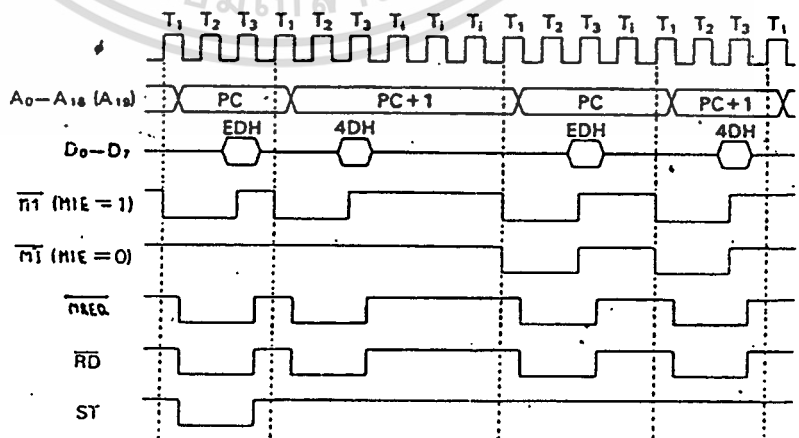 T₁ T₂ T₃ T₁ T₂ T₃ Tᵢ Tᵢ Tᵢ T₁ T₂ T₃ Tᵢ T₁ T₂ T₃ T₁
ϕ
A₀–A₁₈ (A₁₉) PC PC+1 PC PC+1
EDH 4DH EDH 4DH
D₀–D₇
M1 (M1E = 1)
M1 (M1E = 0)
MREQ
RD
ST